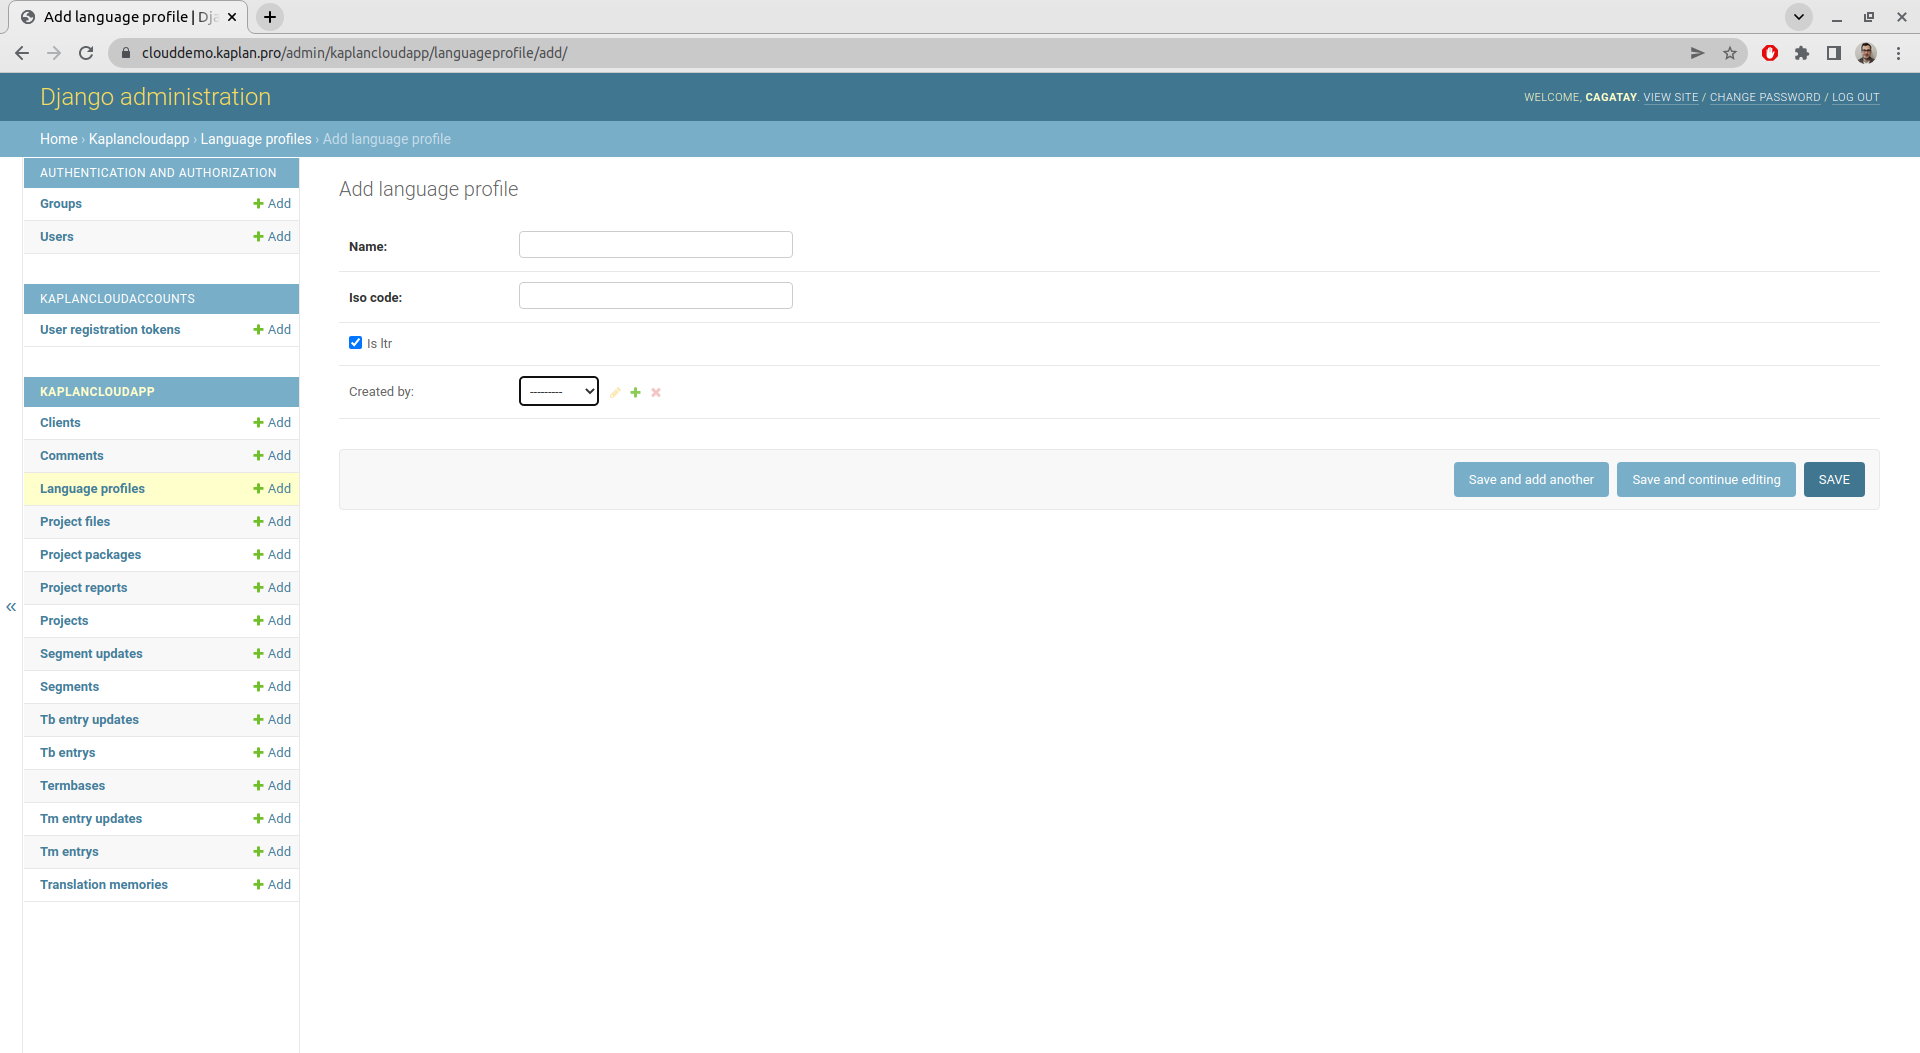 Add language profile | Dja
clouddemo.kaplan.pro/admin/kaplancloudapp/languageprofile/add/
Django administration
WELCOME, CAGATAY. VIEW SITE / CHANGE PASSWORD / LOG OUT
Home › Kaplancloudapp › Language profiles › Add language profile
AUTHENTICATION AND AUTHORIZATION
Groups Add
Users Add
KAPLANCLOUDACCOUNTS
User registration tokens Add
KAPLANCLOUDAPP
Clients Add
Comments Add
Language profiles Add
Project files Add
Project packages Add
Project reports Add
Projects Add
Segment updates Add
Segments Add
Tb entry updates Add
Tb entrys Add
Termbases Add
Tm entry updates Add
Tm entrys Add
Translation memories Add
«
Add language profile
Name:
Iso code:
Is ltr
Created by: ---------
Save and add another Save and continue editing SAVE